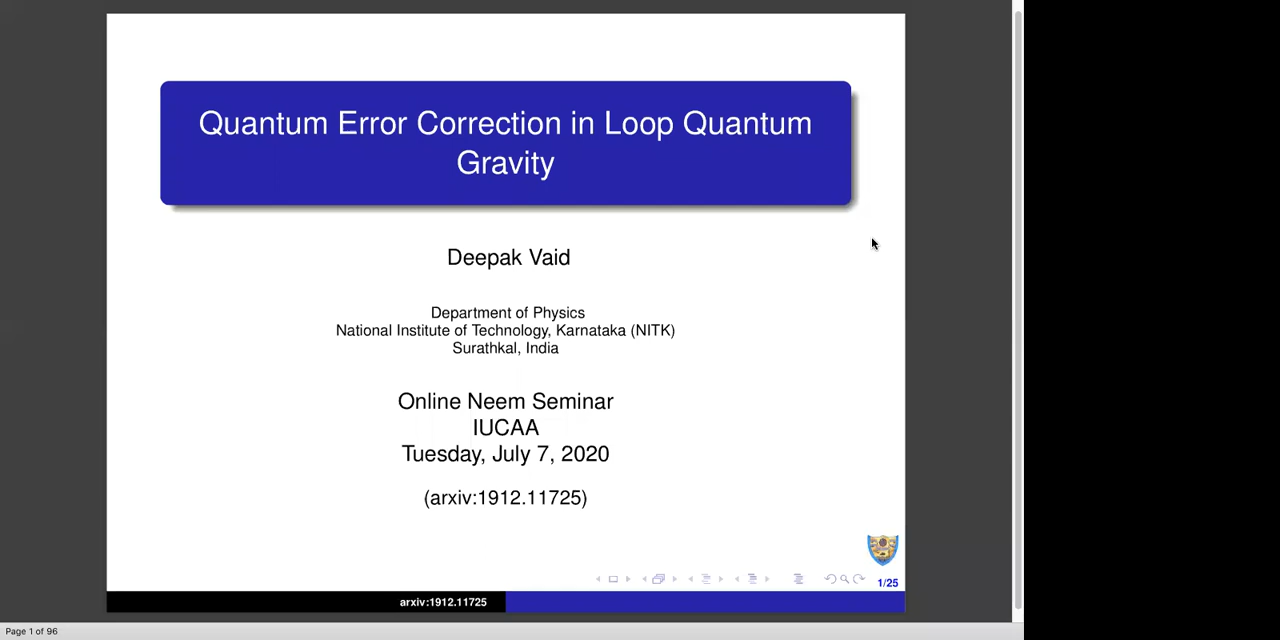 Quantum Error Correction in Loop Quantum
Gravity
Deepak Vaid
Department of Physics
National Institute of Technology, Karnataka (NITK)
Surathkal, India
Online Neem Seminar
IUCAA
Tuesday, July 7, 2020
(arxiv:1912.11725)
1/25
arxiv:1912.11725
Page 1 of 96